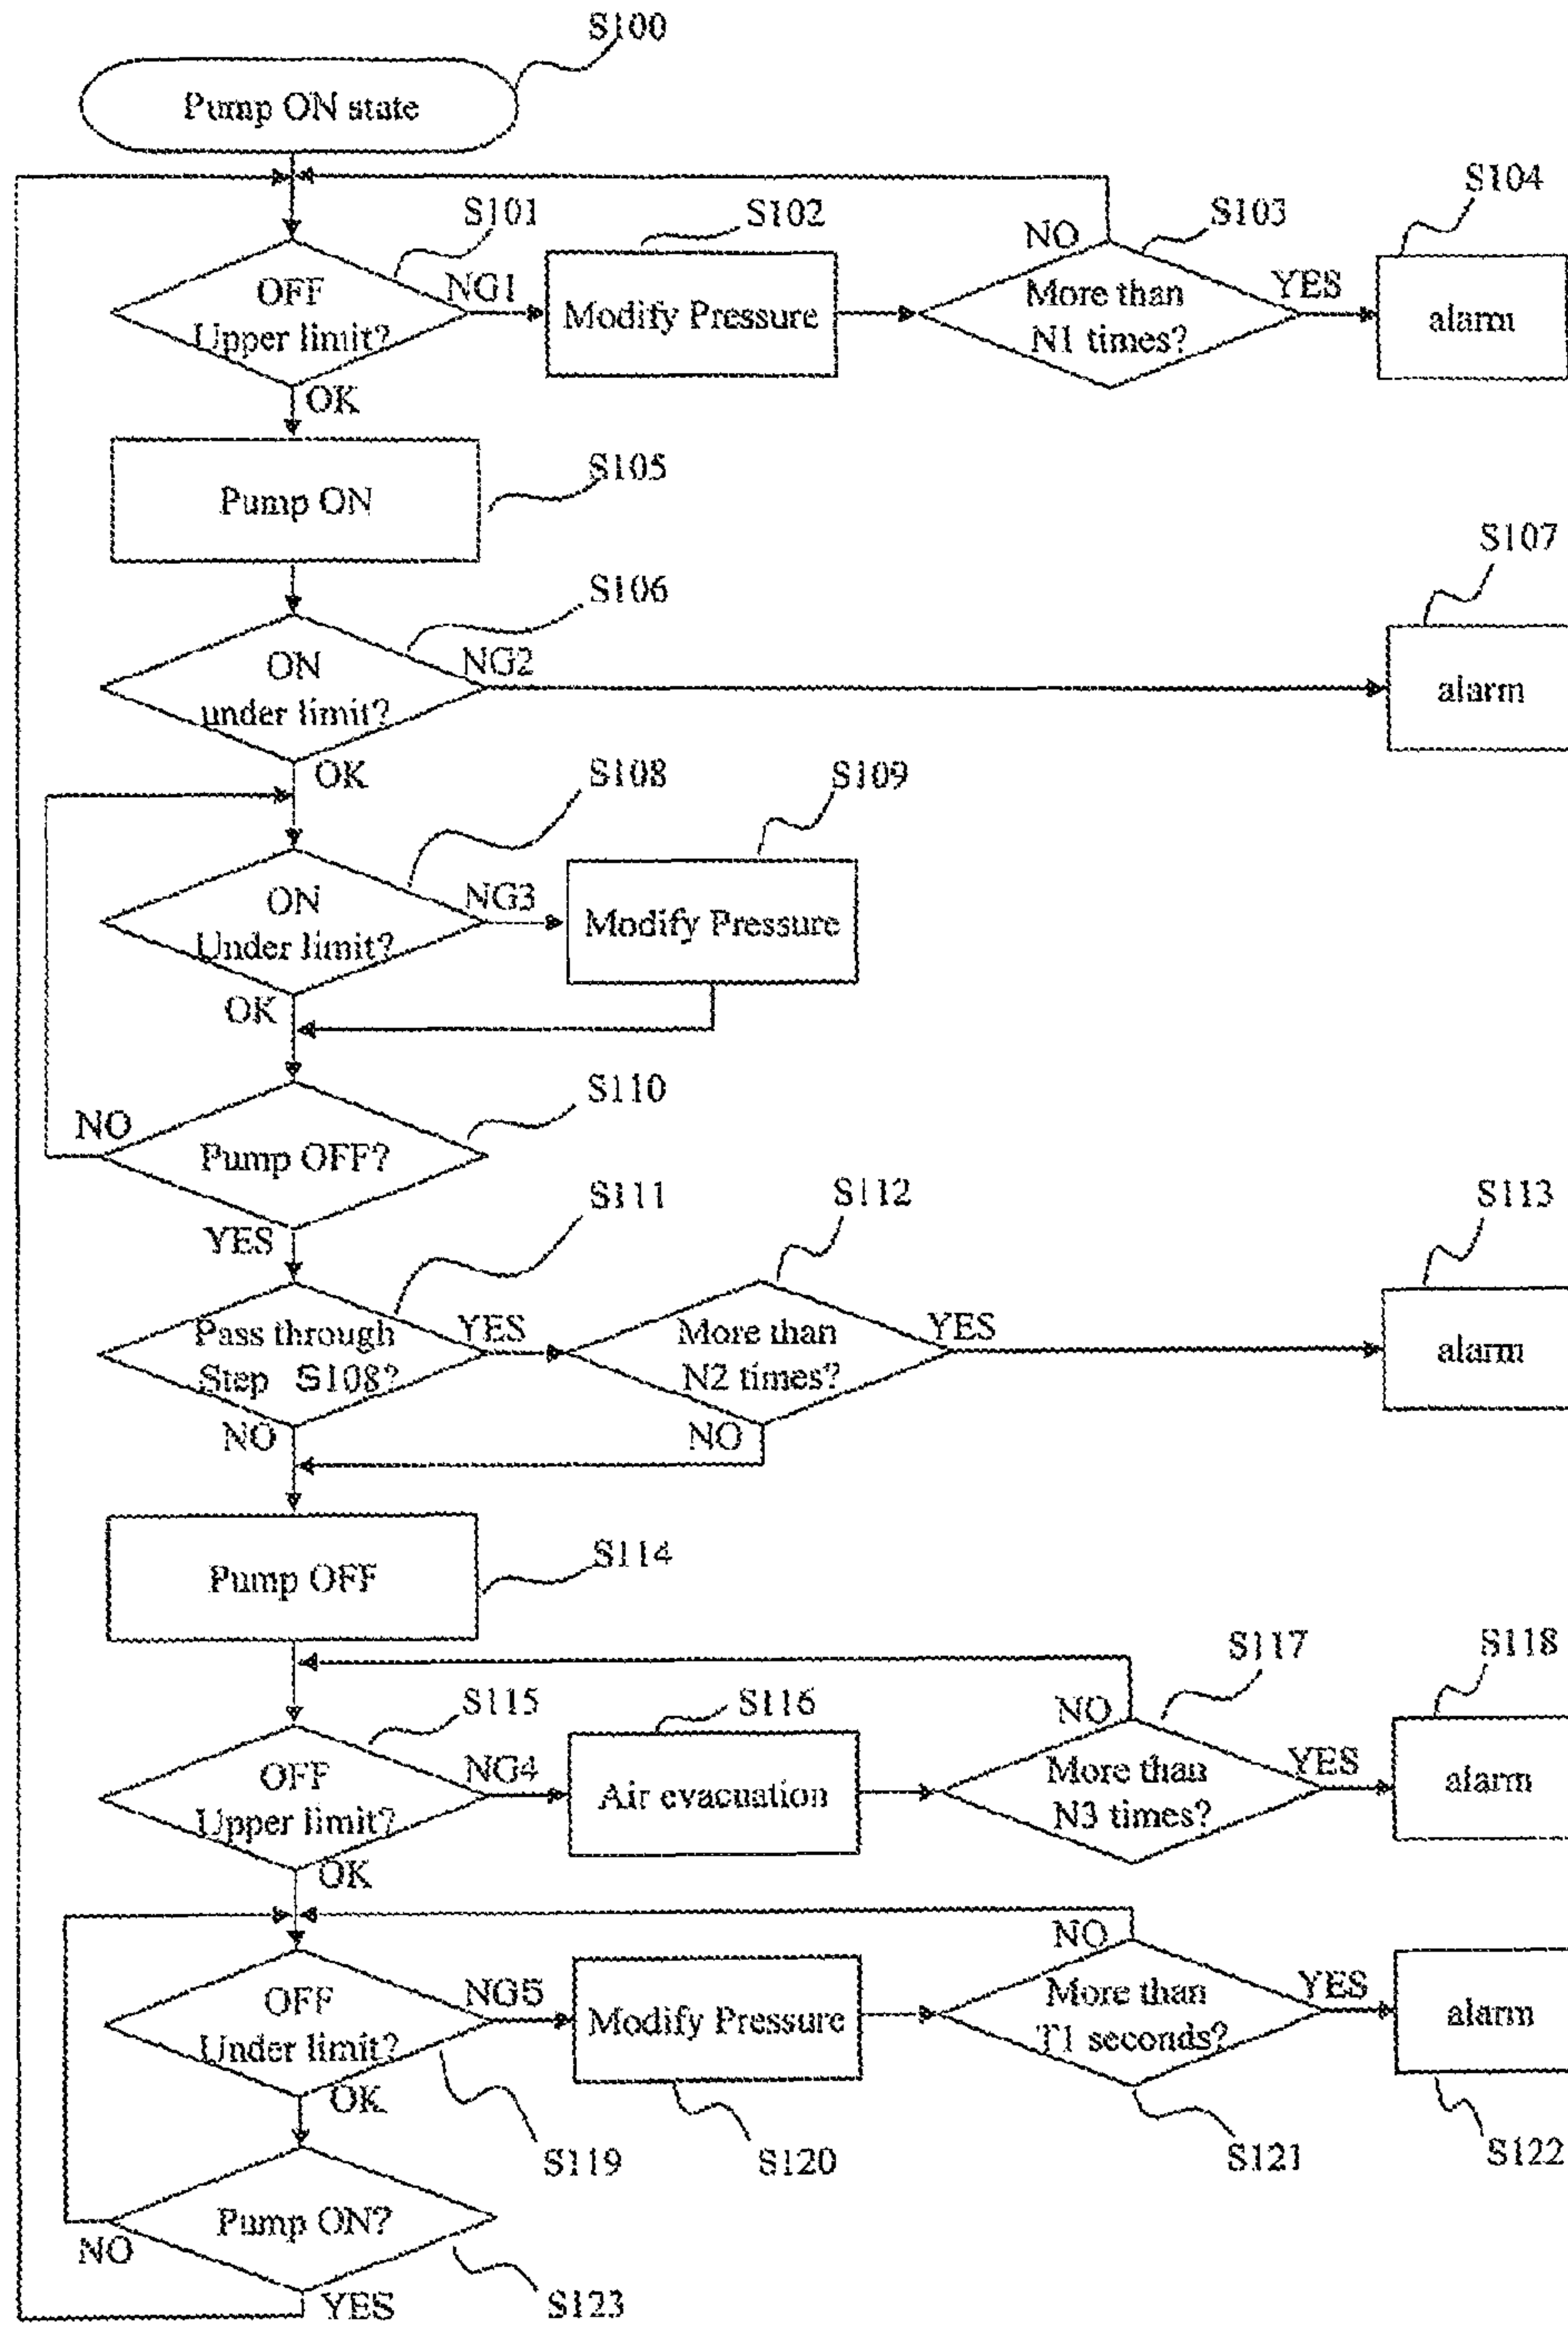 S100
Pump ON state
S101
S102
S103
S104
OFF
Upper limit?
NG1
Modify Pressure
NO
More than
N1 times?
YES
alarm
OK
S105
Pump ON
S106
S107
ON
under limit?
NG2
alarm
OK
S108
S109
ON
Under limit?
NG3
Modify Pressure
OK
S110
NO
Pump OFF?
YES
S111
S112
S113
Pass through
Step S108?
YES
More than
N2 times?
YES
alarm
NO
NO
S114
Pump OFF
S115
S116
S117
S118
OFF
Upper limit?
NG4
Air evacuation
NO
More than
N3 times?
YES
alarm
OK
NO
OFF
Under limit?
NG5
Modify Pressure
More than
T1 seconds?
YES
alarm
OK
S119
S120
S121
S122
Pump ON?
NO
YES
S123